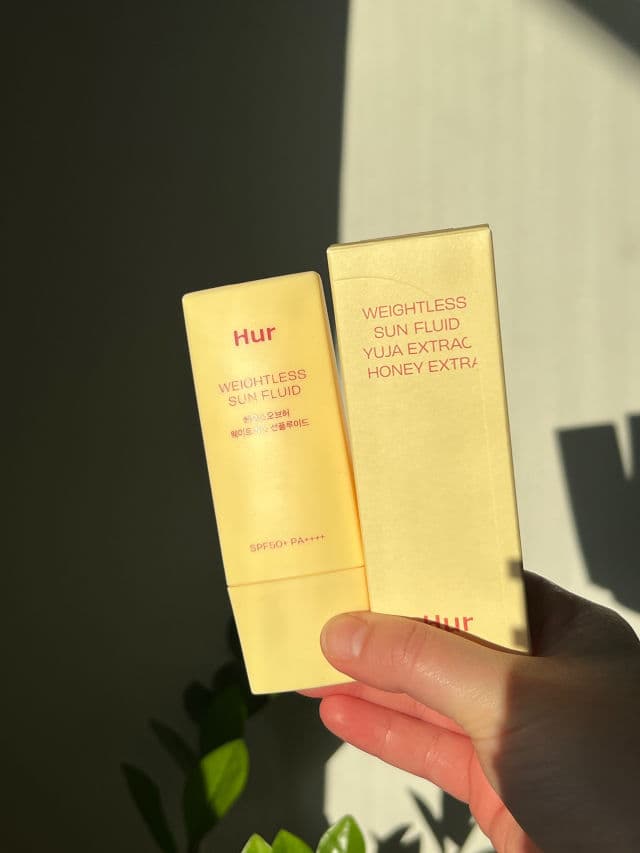 Hur
WEIGHTLESS
SUN FLUID
SPF50+ PA++++
WEIGHTLESS
SUN FLUID
YUJA EXTRAC
HONEY EXTRA
Hur